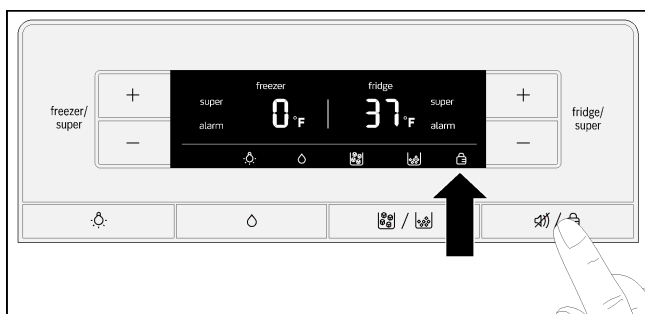 freezer
fridge
super
super
0 °F
37 °F
alarm
alarm
freezer/
super
+
−
+
−
fridge/
super
/
/